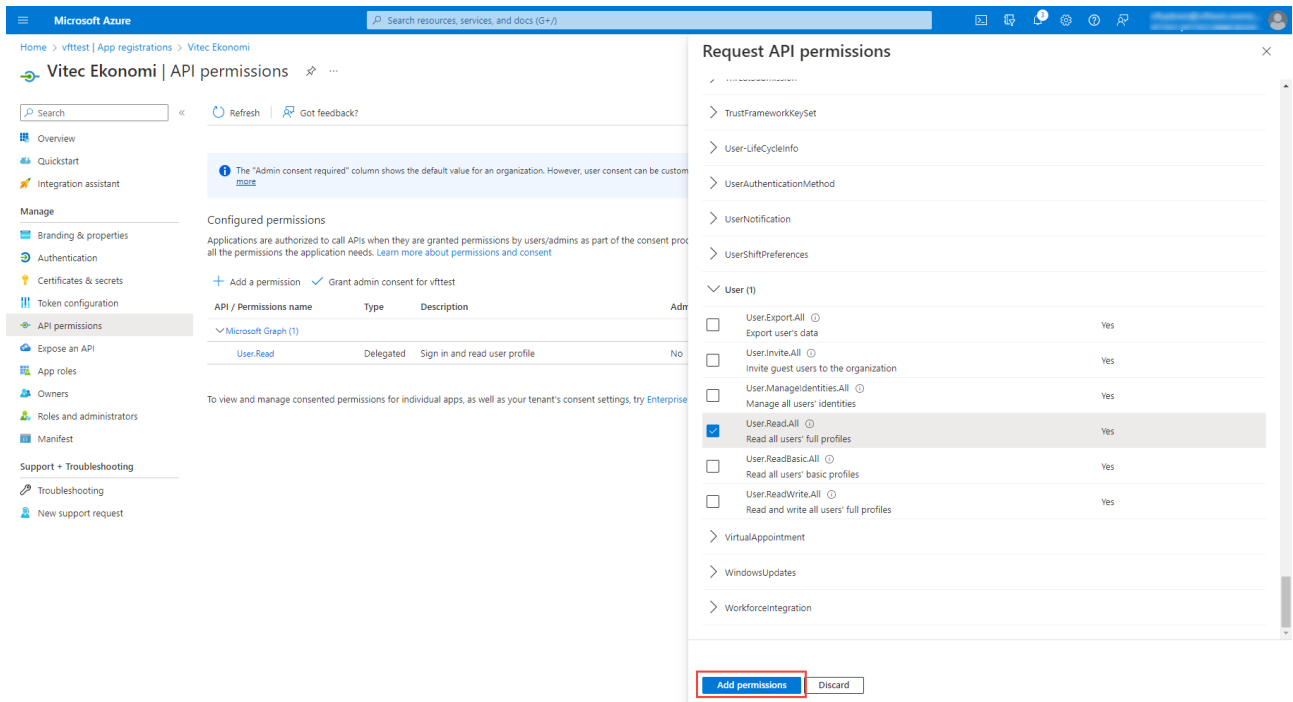 Microsoft Azure
Search resources, services, and docs (G+/)
3
Home > vfttest | App registrations > Vitec Ekonomi
Vitec Ekonomi | API permissions
Search
Overview
Quickstart
Integration assistant
Manage
Branding & properties
Authentication
Certificates & secrets
Token configuration
API permissions
Expose an API
App roles
Owners
Roles and administrators
Manifest
Support + Troubleshooting
Troubleshooting
New support request
Refresh
Got feedback?
The "Admin consent required" column shows the default value for an organization. However, user consent can be custom
more
Configured permissions
Applications are authorized to call APIs when they are granted permissions by users/admins as part of the consent proc
all the permissions the application needs. Learn more about permissions and consent
Add a permission Grant admin consent for vfttest
API / Permissions name Type Description Adm
Microsoft Graph (1)
User.Read Delegated Sign in and read user profile No
To view and manage consented permissions for individual apps, as well as your tenant's consent settings, try Enterprise
Request API permissions
ThreatSubmission
TrustFrameworkKeySet
User-LifeCycleInfo
UserAuthenticationMethod
UserNotification
UserShiftPreferences
User (1)
User.Export.All
Export user's data
Yes
User.Invite.All
Invite guest users to the organization
Yes
User.ManageIdentities.All
Manage all users' identities
Yes
User.Read.All
Read all users' full profiles
Yes
User.ReadBasic.All
Read all users' basic profiles
Yes
User.ReadWrite.All
Read and write all users' full profiles
Yes
VirtualAppointment
WindowsUpdates
WorkforceIntegration
Add permissions
Discard